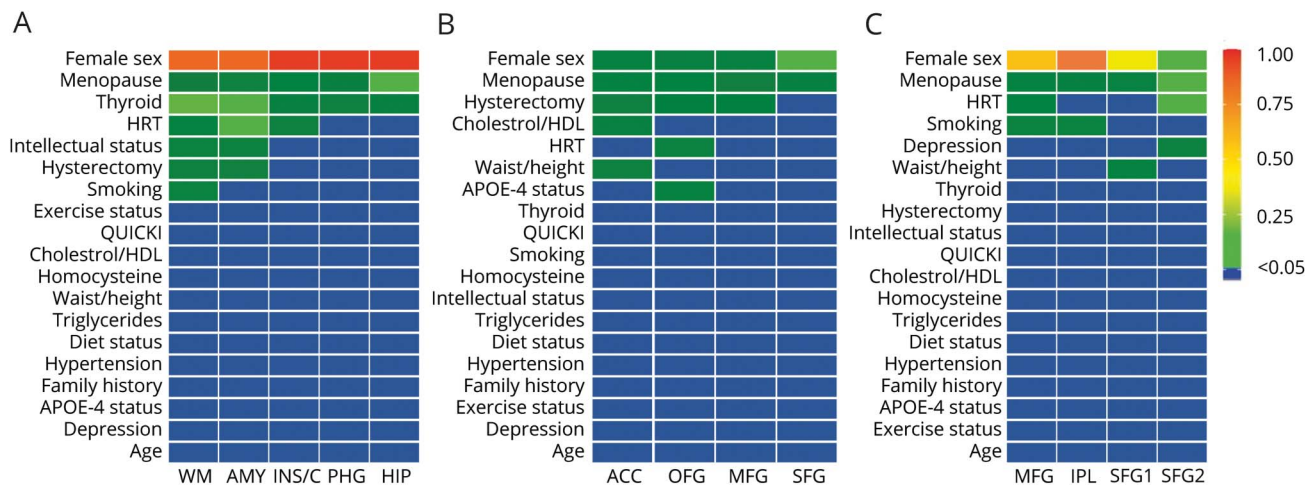 A
Female sex
Menopause
Thyroid
HRT
Intellectual status
Hysterectomy
Smoking
Exercise status
QUICKI
Cholestrol/HDL
Homocysteine
Waist/height
Triglycerides
Diet status
Hypertension
Family history
APOE-4 status
Depression
Age
WM AMY INS/C PHG HIP
B
Female sex
Menopause
Hysterectomy
Cholestrol/HDL
HRT
Waist/height
APOE-4 status
Thyroid
QUICKI
Smoking
Homocysteine
Intellectual status
Triglycerides
Diet status
Hypertension
Family history
Exercise status
Depression
Age
ACC OFG MFG SFG
C
Female sex
Menopause
HRT
Smoking
Depression
Waist/height
Thyroid
Hysterectomy
Intellectual status
QUICKI
Cholestrol/HDL
Homocysteine
Triglycerides
Diet status
Hypertension
Family history
APOE-4 status
Exercise status
Age
MFG IPL SFG1 SFG2
1.00
0.75
0.50
0.25
<0.05